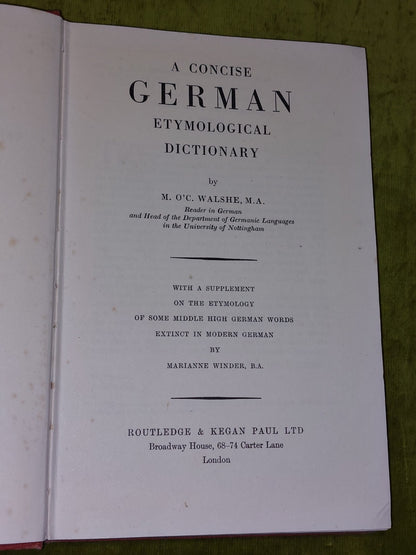 A CONCISE
GERMAN
ETYMOLOGICAL
DICTIONARY
by
M. O'C. WALSHE, M.A.
Reader in German
and Head of the Department of Germanic Languages
in the University of Nottingham
WITH A SUPPLEMENT
ON THE ETYMOLOGY
OF SOME MIDDLE HIGH GERMAN WORDS
EXTINCT IN MODERN GERMAN
BY
MARIANNE WINDER, B.A.
ROUTLEDGE & KEGAN PAUL LTD
Broadway House, 68–74 Carter Lane
London